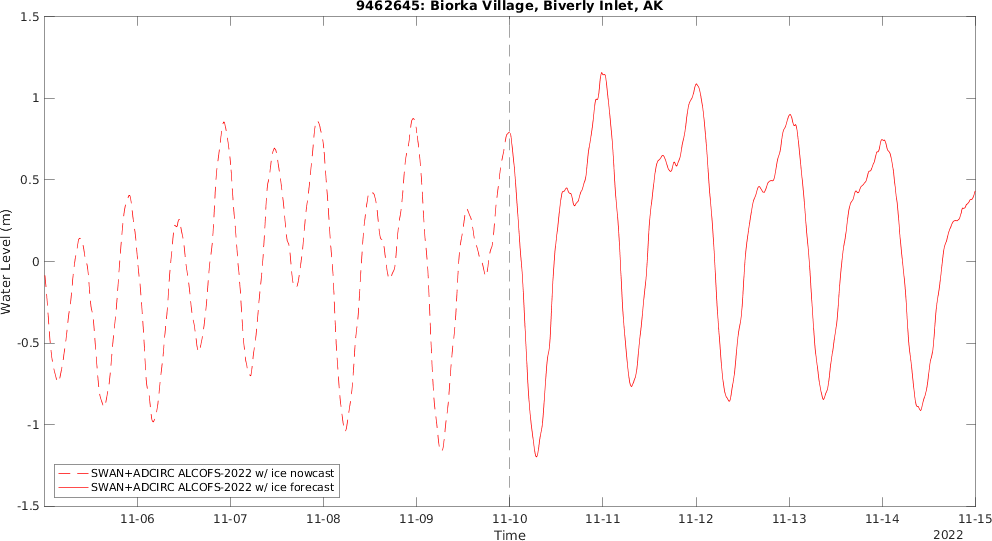 9462645: Biorka Village, Biverly Inlet, AK
1.5
1
0.5
0
-0.5
-1
-1.5
Water Level (m)
SWAN+ADCIRC ALCOFS-2022 w/ ice nowcast
SWAN+ADCIRC ALCOFS-2022 w/ ice forecast
11-06 11-07 11-08 11-09 11-10 11-11 11-12 11-13 11-14 11-15
Time
2022